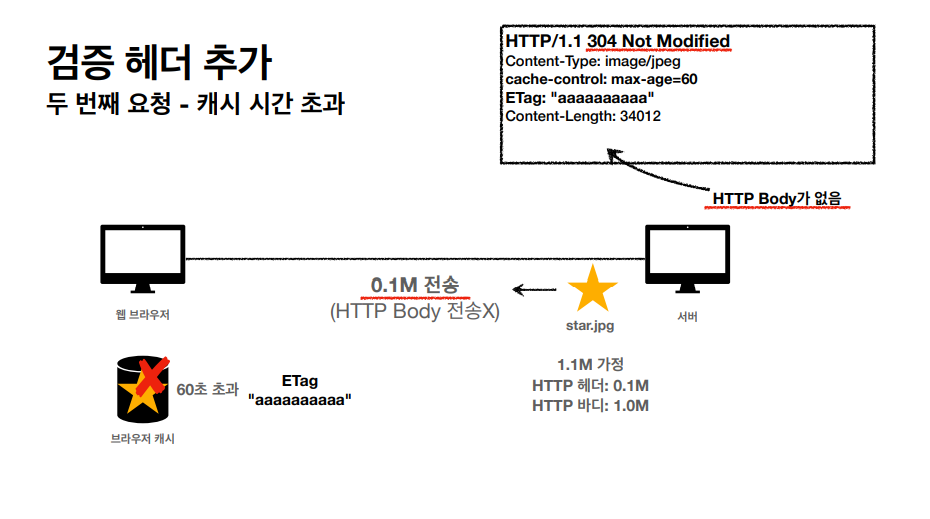 검증 헤더 추가
두 번째 요청 - 캐시 시간 초과
HTTP/1.1 304 Not Modified
Content-Type: image/jpeg
cache-control: max-age=60
ETag: "aaaaaaaaaa"
Content-Length: 34012
HTTP Body가 없음
웹 브라우저
0.1M 전송
(HTTP Body 전송X)
star.jpg
서버
1.1M 가정
HTTP 헤더: 0.1M
HTTP 바디: 1.0M
60초 초과
ETag
"aaaaaaaaaa"
브라우저 캐시